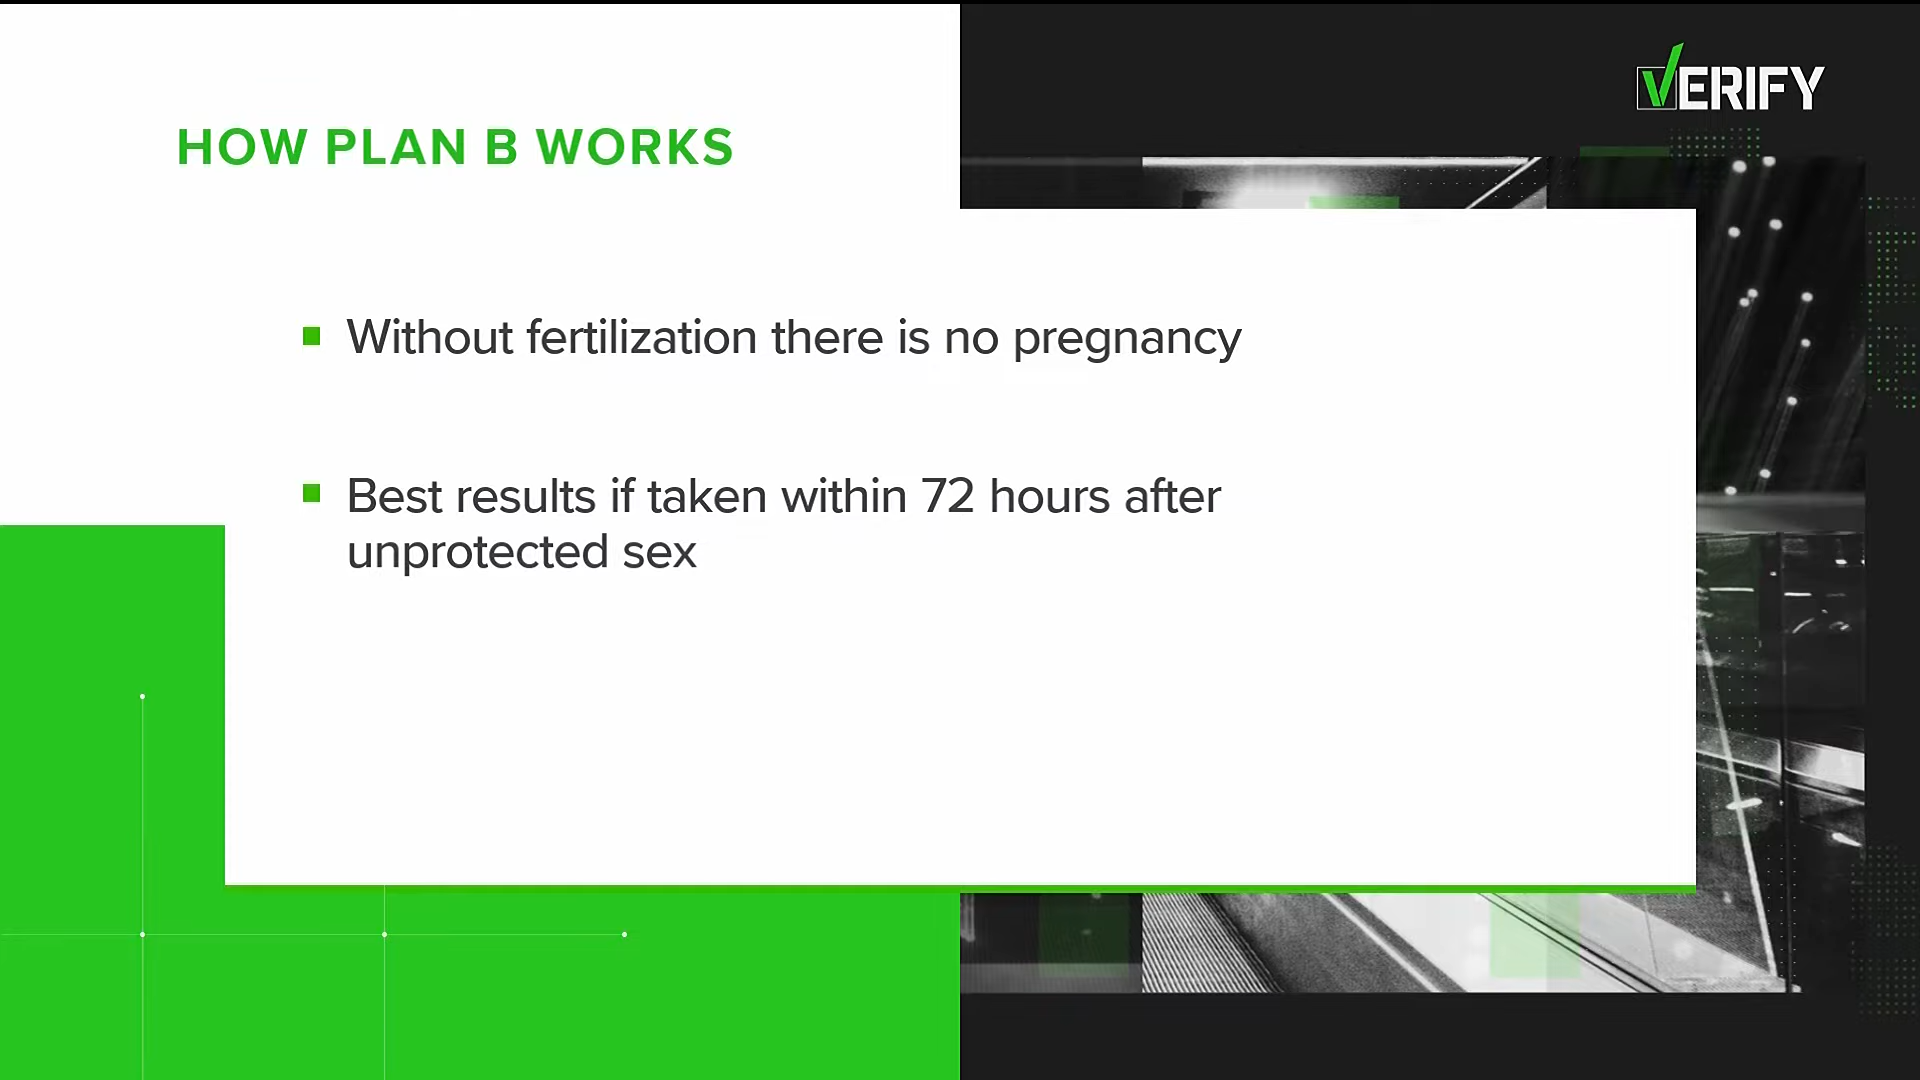 VERIFY
HOW PLAN B WORKS
Without fertilization there is no pregnancy
Best results if taken within 72 hours after
unprotected sex